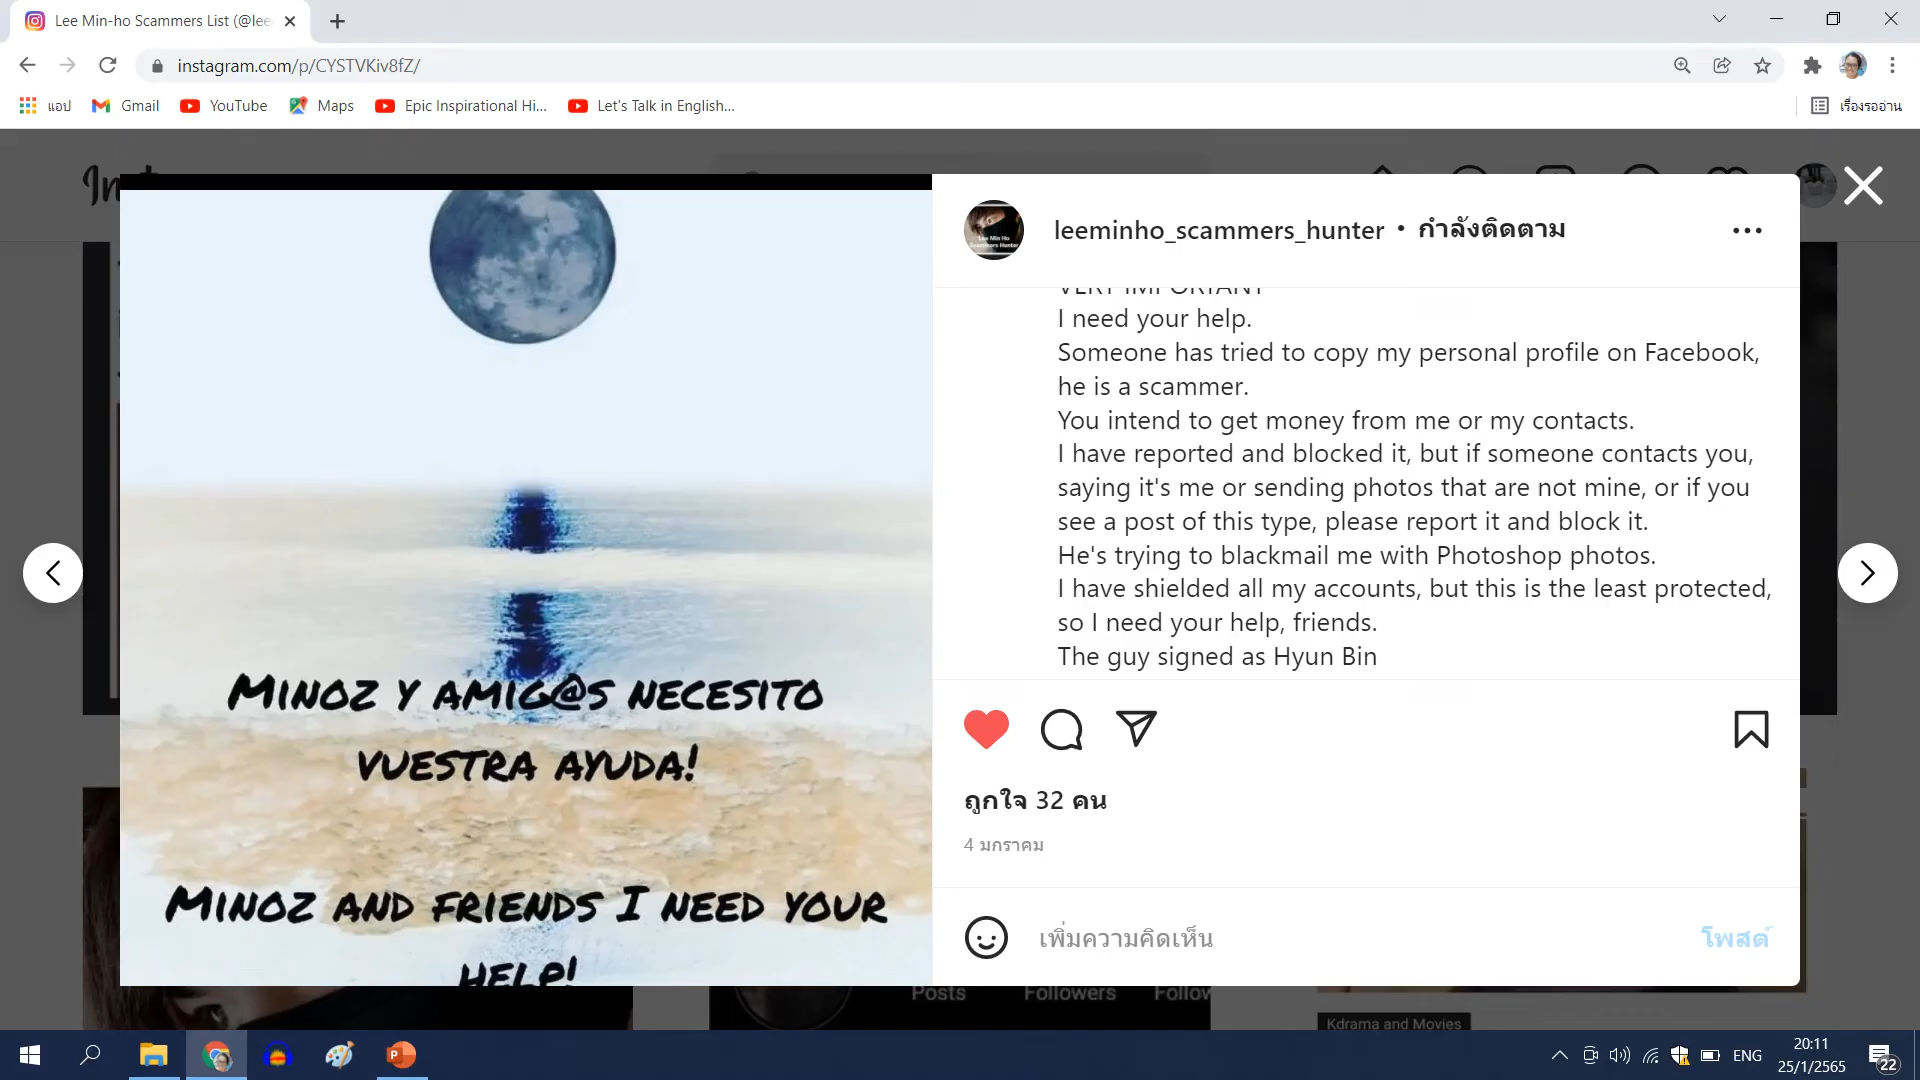 Lee Min-ho Scammers List (@lee
instagram.com/p/CYSTVKiv8fZ/
แอป
Gmail
YouTube
Maps
Epic Inspirational Hi...
Let's Talk in English...
เรื่องรออ่าน
leeminho_scammers_hunter • กำลังติดตาม
VERY IMPORTANT
I need your help.
Someone has tried to copy my personal profile on Facebook,
he is a scammer.
You intend to get money from me or my contacts.
I have reported and blocked it, but if someone contacts you,
saying it's me or sending photos that are not mine, or if you
see a post of this type, please report it and block it.
He's trying to blackmail me with Photoshop photos.
I have shielded all my accounts, but this is the least protected,
so I need your help, friends.
The guy signed as Hyun Bin
MINOZ Y AMIG@S NECESITO
VUESTRA AYUDA!
MINOZ AND FRIENDS I NEED YOUR
HELP!
ถูกใจ 32 คน
4 มกราคม
เพิ่มความคิดเห็น
โพสต์
Posts
Followers
Follow
Kdrama and Movies
ENG
20:11
25/1/2565
22